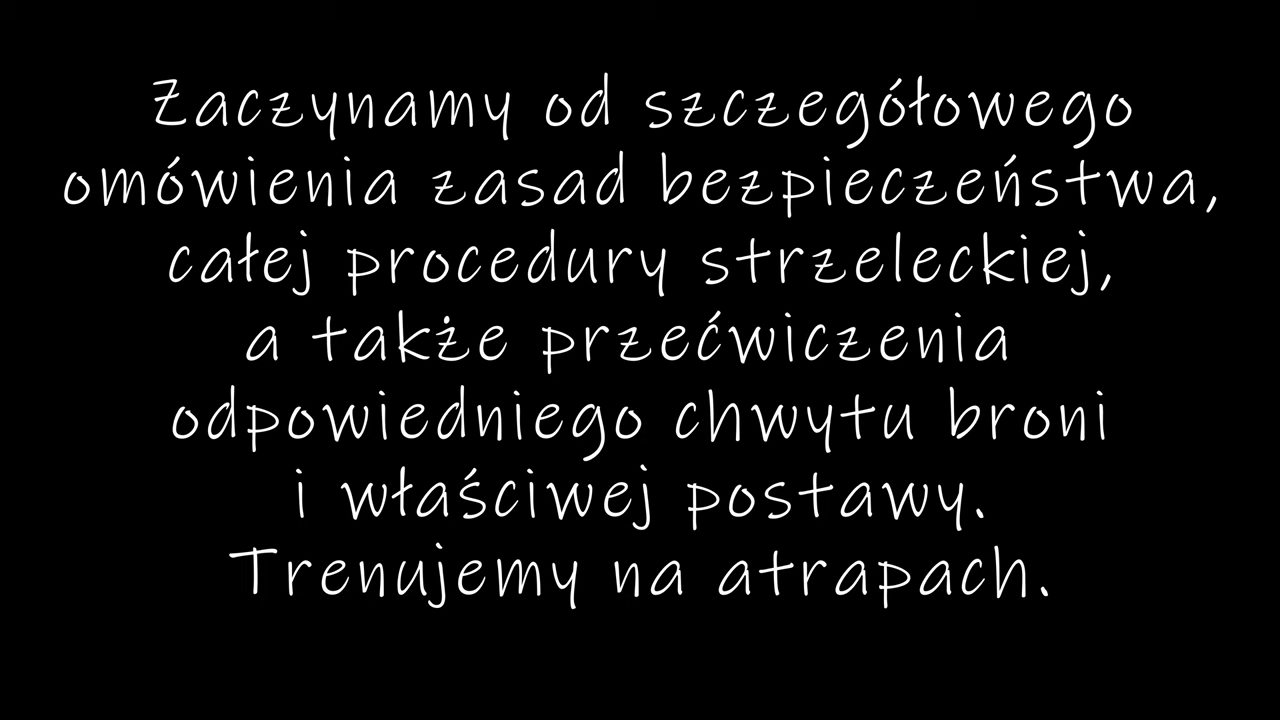 Zaczynamy od szczegółowego
omówienia zasad bezpieczeństwa,
całej procedury strzeleckiej,
a także przećwiczenia
odpowiedniego chwytu broni
i właściwej postawy.
Trenujemy na atrapach.